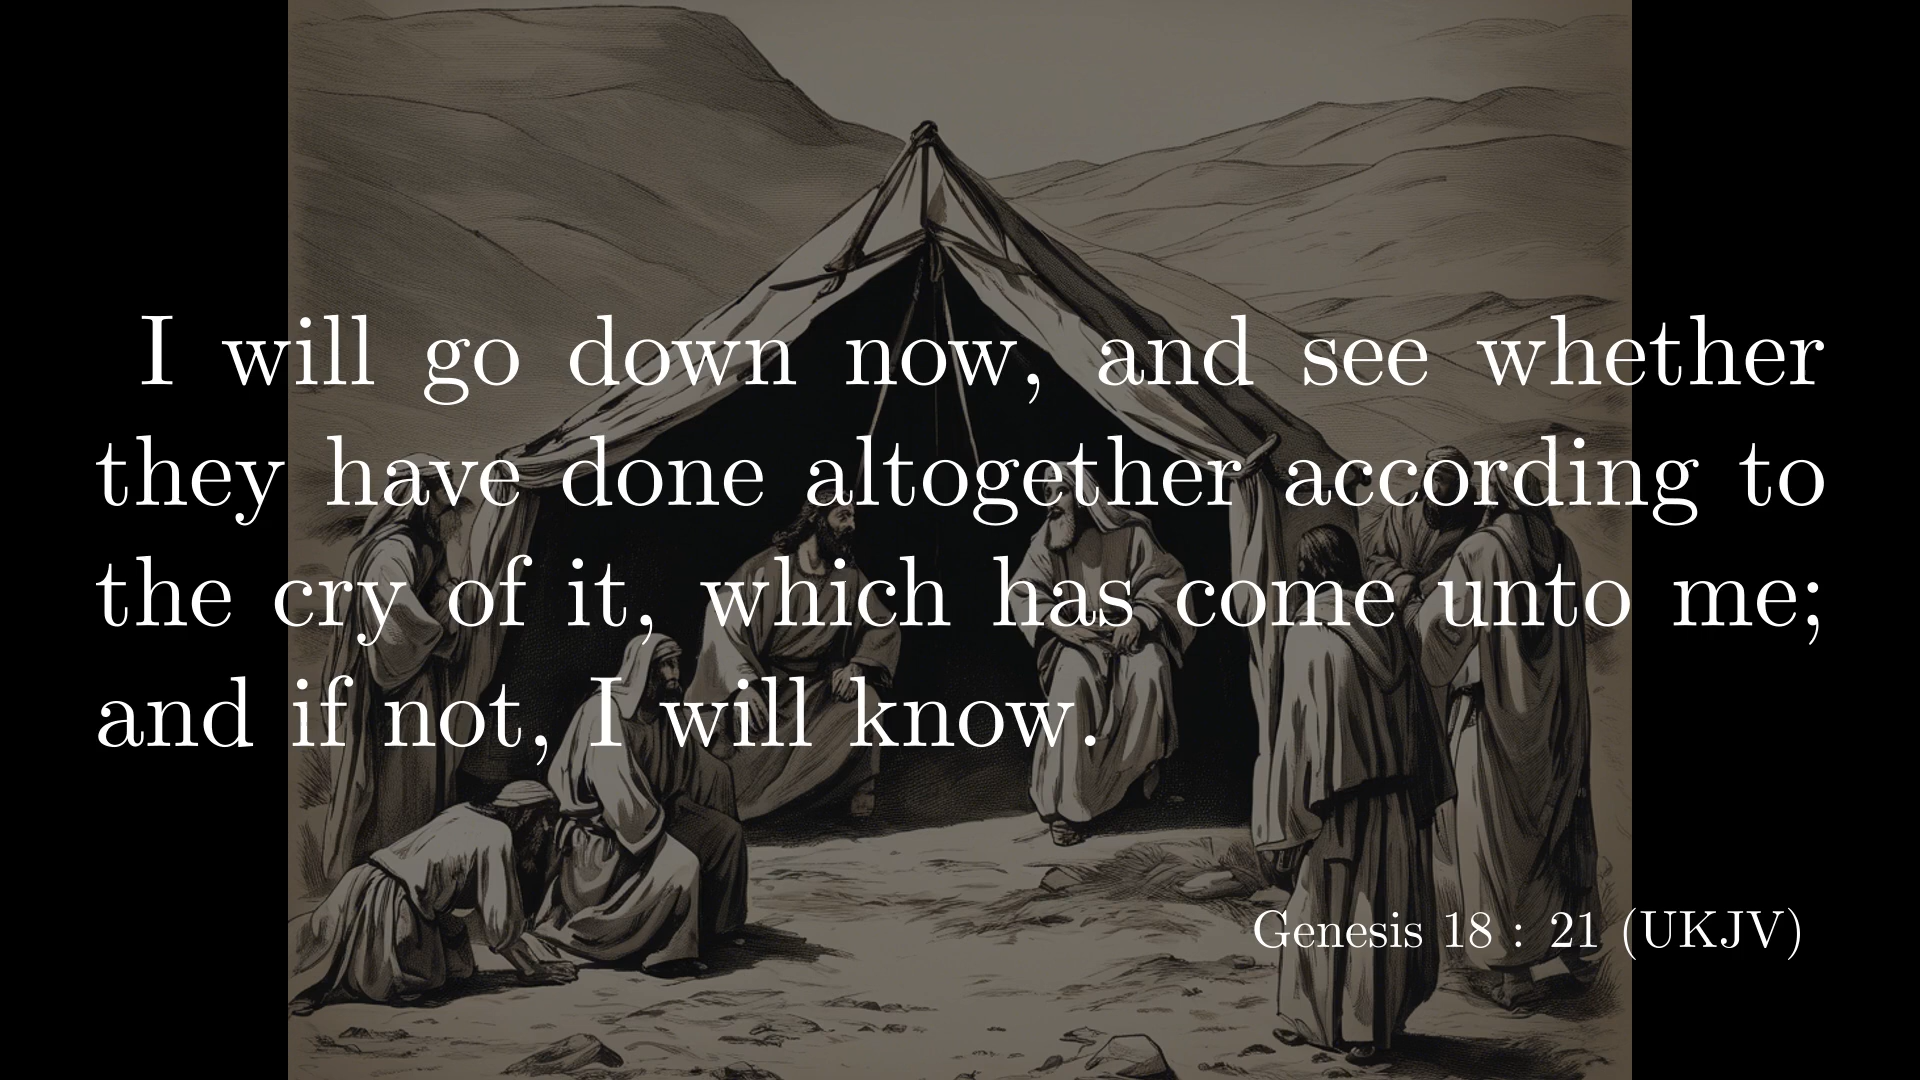 I will go down now, and see whether
they have done altogether according to
the cry of it, which has come unto me;
and if not, I will know.
Genesis 18 : 21 (UKJV)